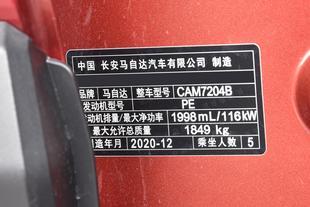 中国 长安马自达汽车有限公司 制造
品牌 马自达 整车型号 CAM7204B
发动机型号 PE
发动机排量/最大净功率 1998 mL/116kW
最大允许总质量 1849 kg
制造年月 2020-12 乘坐人数 5